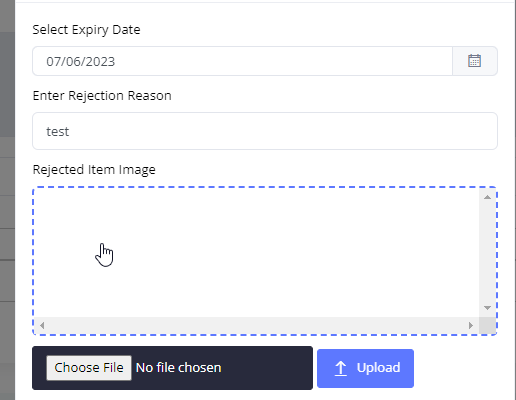 Select Expiry Date
07/06/2023
Enter Rejection Reason
test
Rejected Item Image
Choose File No file chosen Upload